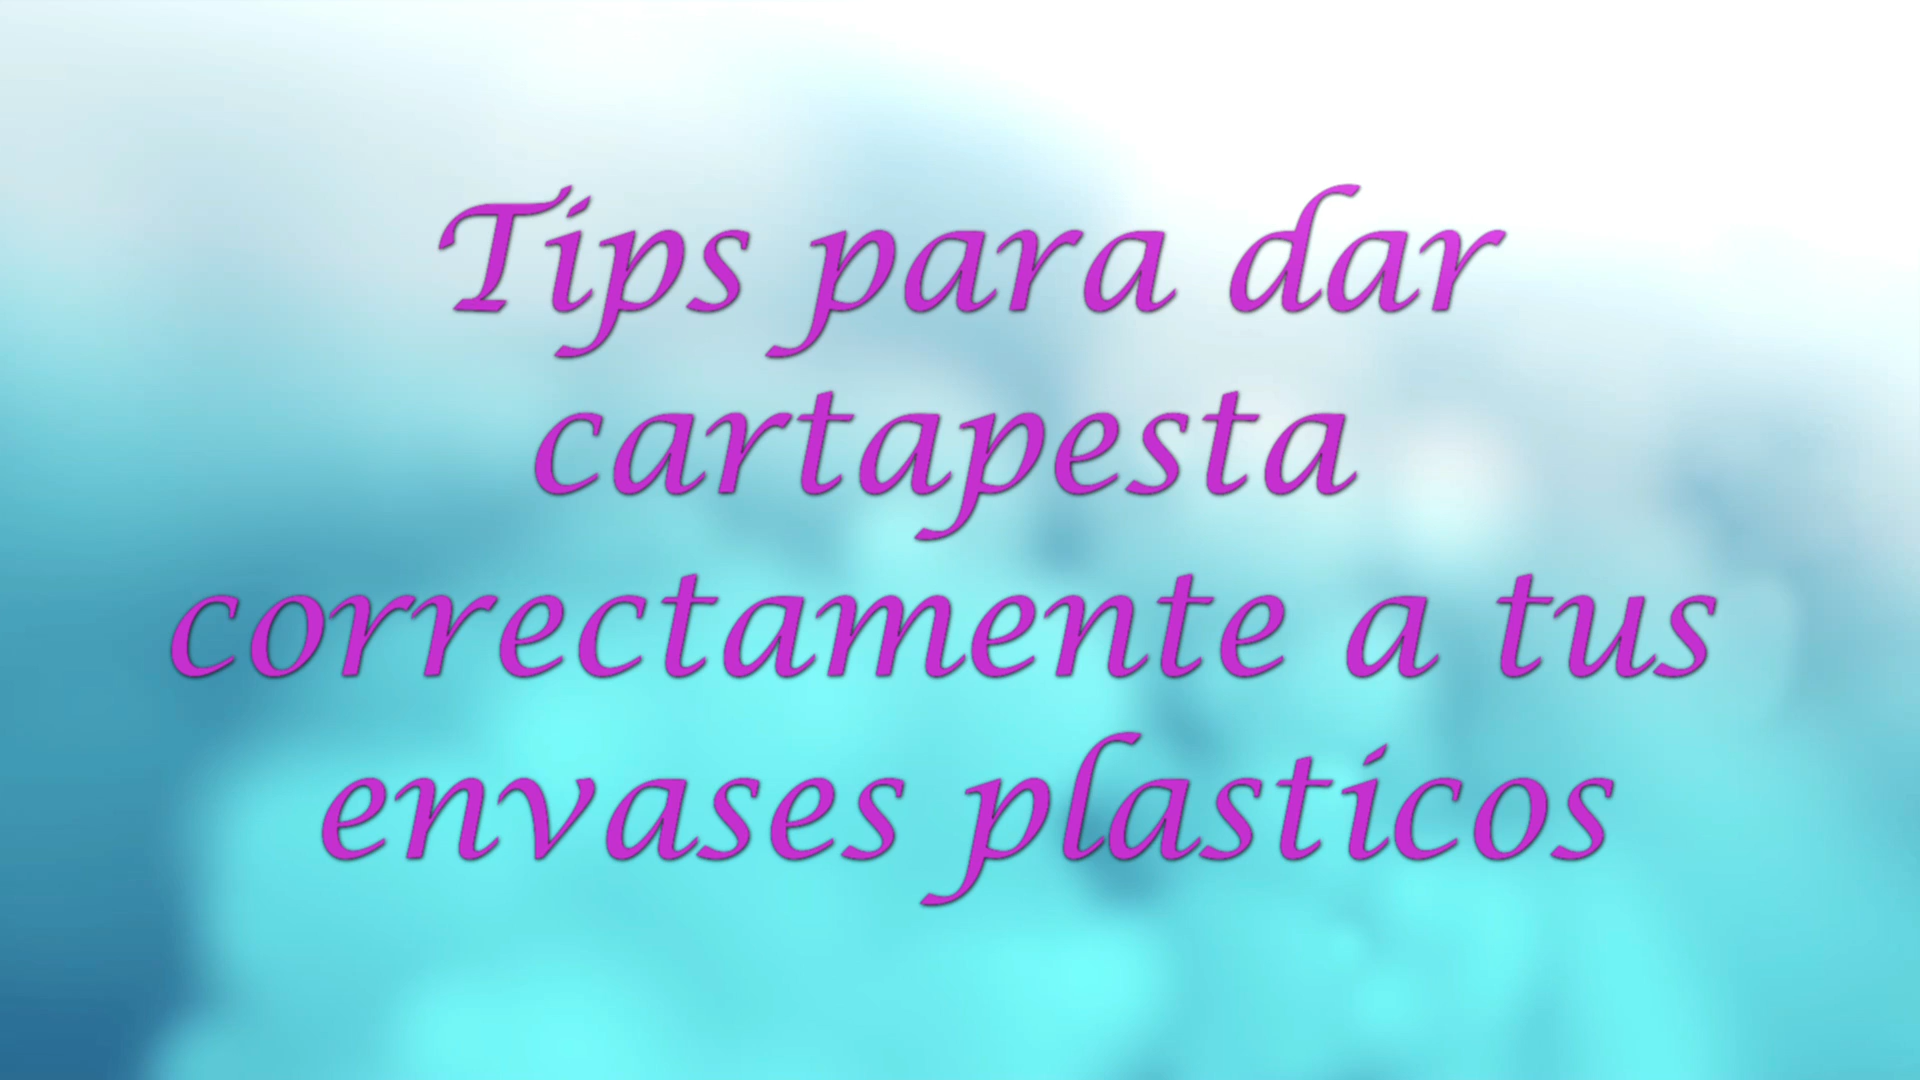 Tips para dar
cartapesta
correctamente a tus
envases plasticos